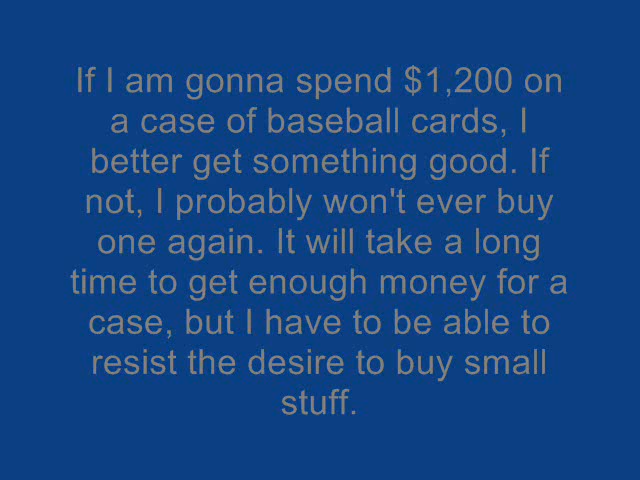 If I am gonna spend $1,200 on
a case of baseball cards, I
better get something good. If
not, I probably won't ever buy
one again. It will take a long
time to get enough money for a
case, but I have to be able to
resist the desire to buy small
stuff.